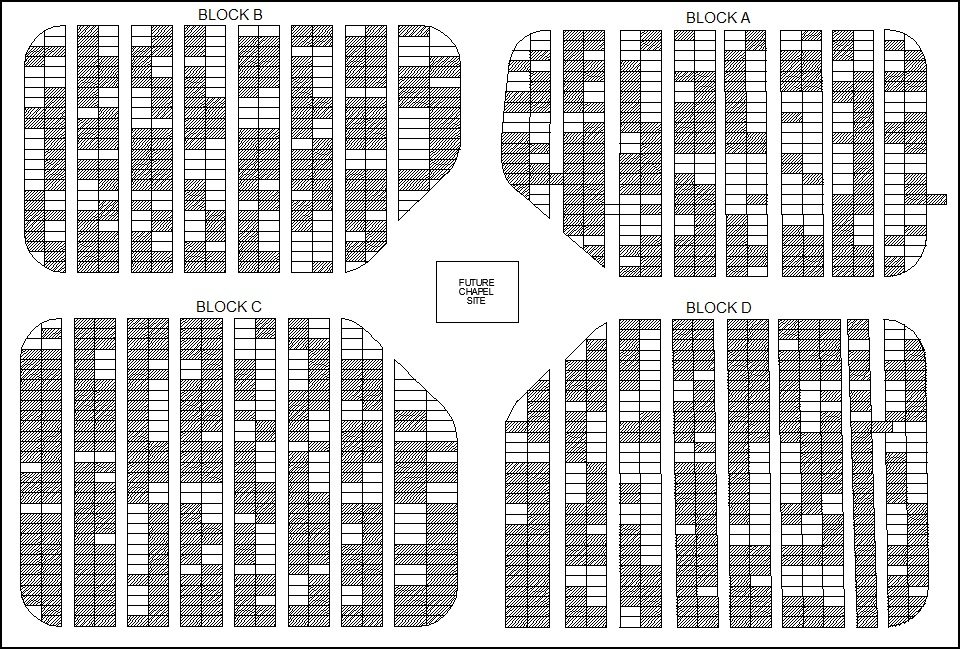 BLOCK B
BLOCK A
FUTURE
CHAPEL
SITE
BLOCK C
BLOCK D